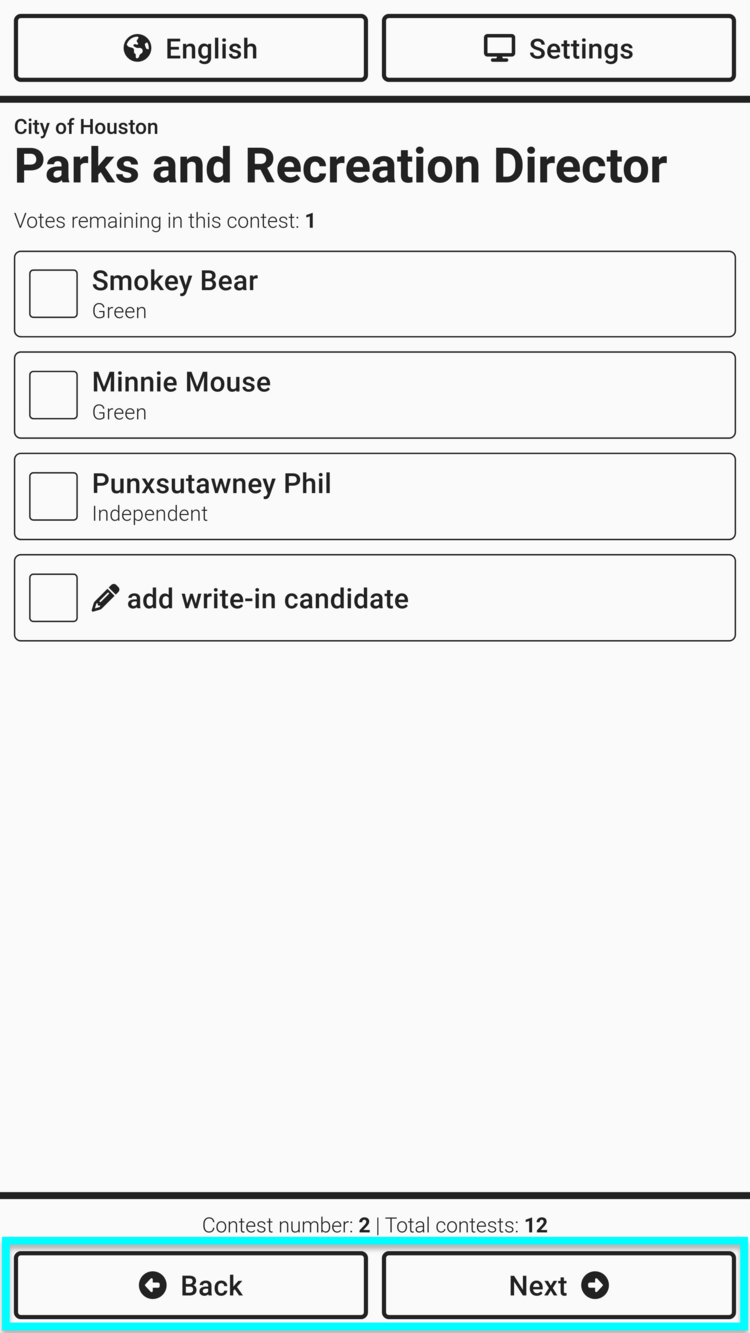 English Settings
City of Houston
Parks and Recreation Director
Votes remaining in this contest: 1
Smokey Bear
Green
Minnie Mouse
Green
Punxsutawney Phil
Independent
add write-in candidate
Contest number: 2 | Total contests: 12
Back Next